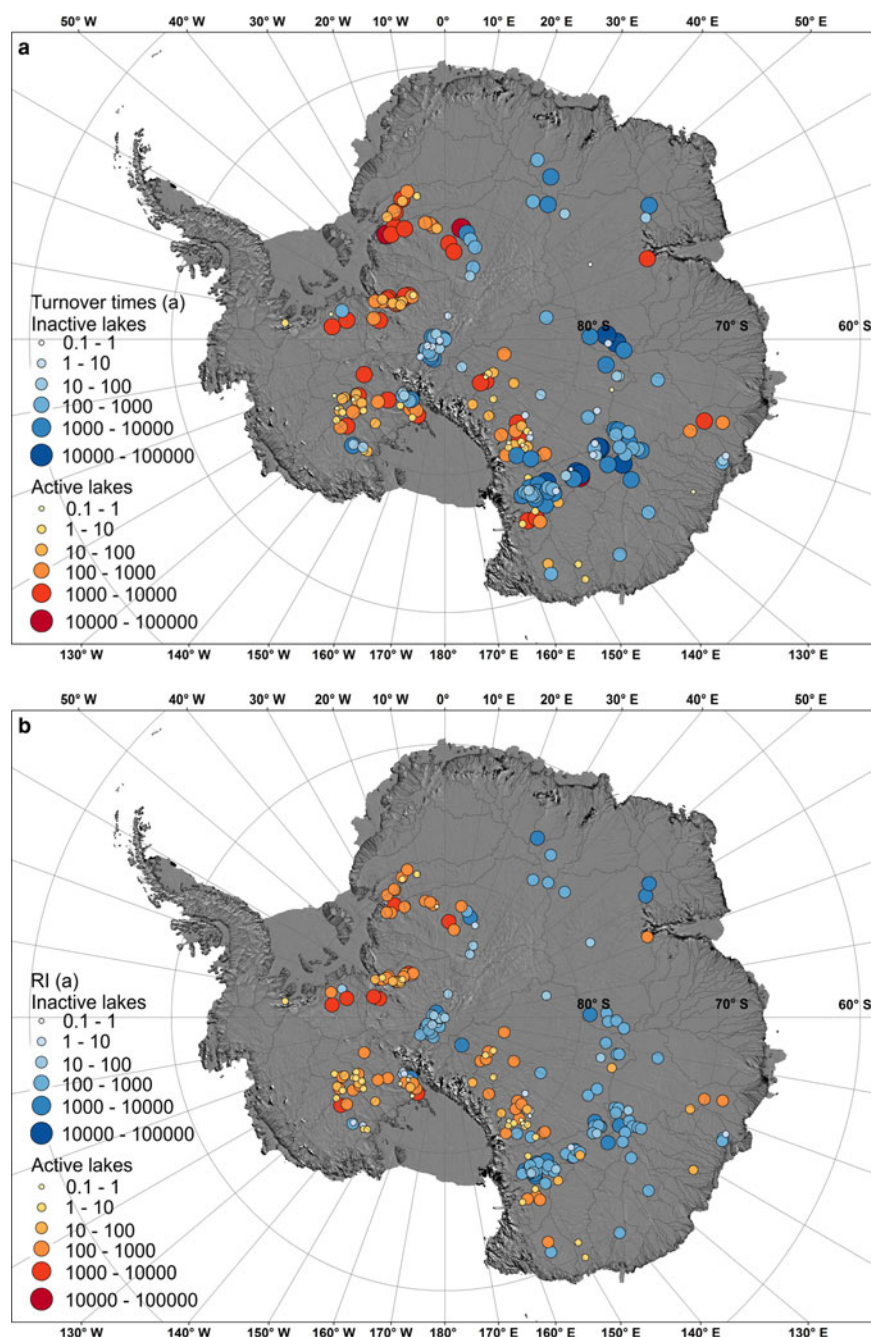 50° W 40° W 30° W 20° W 10° W 0° E 10° E 20° E 30° E 40° E 50° E
a
Turnover times (a)
Inactive lakes
0.1 - 1
1 - 10
10 - 100
100 - 1000
1000 - 10000
10000 - 100000
Active lakes
0.1 - 1
1 - 10
10 - 100
100 - 1000
1000 - 10000
10000 - 100000
80° S 70° S 60° S
130° W 150° W 160° W 170° W 180° 170° E 160° E 150° E 140° E 130° E
50° W 40° W 30° W 20° W 10° W 0° E 10° E 20° E 30° E 40° E 50° E
b
RI (a)
Inactive lakes
0.1 - 1
1 - 10
10 - 100
100 - 1000
1000 - 10000
10000 - 100000
Active lakes
0.1 - 1
1 - 10
10 - 100
100 - 1000
1000 - 10000
10000 - 100000
80° S 70° S 60° S
130° W 150° W 160° W 170° W 180° 170° E 160° E 150° E 140° E 130° E